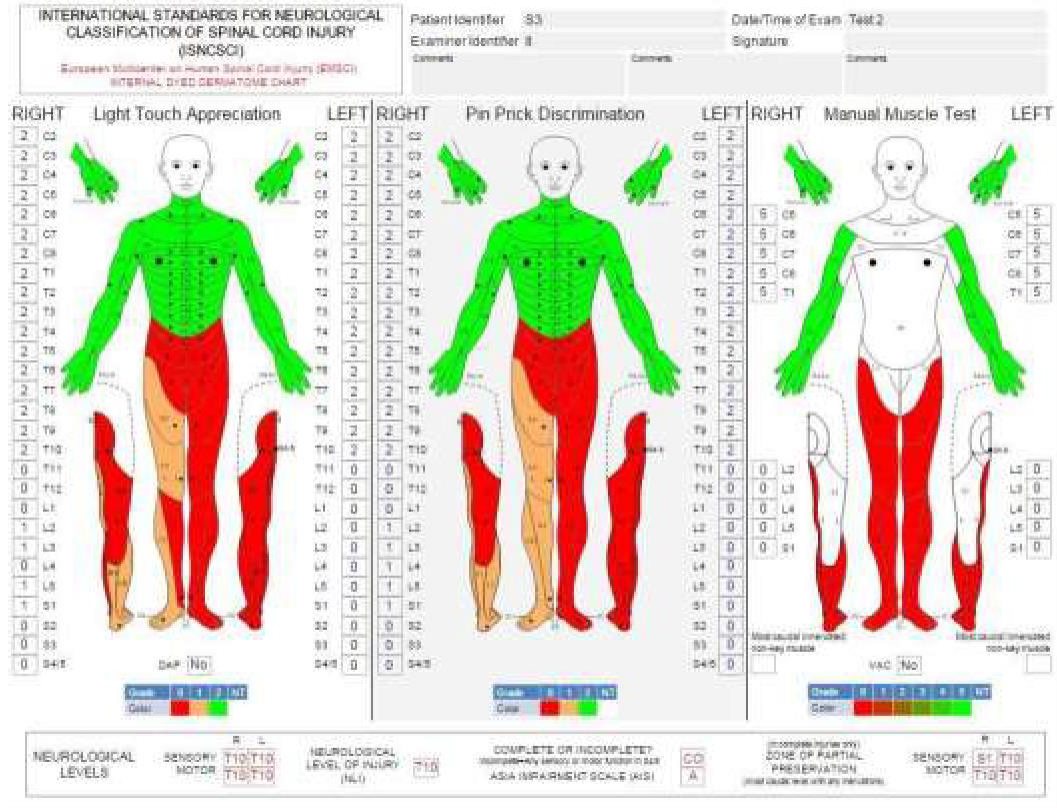 INTERNATIONAL STANDARDS FOR NEUROLOGICAL
CLASSIFICATION OF SPINAL CORD INJURY
(ISNCSCI)
European Multicenter on Human Spinal Cord Injury (EMSCI)
INTERNAL DYED DERMATOME CHART
Patient Identifier S3
Examiner Identifier 8
Date/Time of Exam Test 2
Signature
Comments
Comments
Comments
RIGHT Light Touch Appreciation LEFT
2 C2 C2 2
2 C3 C3 2
2 C4 C4 2
2 C5 C5 2
2 C6 C6 2
2 C7 C7 2
2 C8 C8 2
2 T1 T1 2
2 T2 T2 2
2 T3 T3 2
2 T4 T4 2
2 T5 T5 2
2 T6 T6 2
2 T7 T7 2
2 T8 T8 2
2 T9 T9 2
2 T10 T10 2
0 T11 T11 0
0 T12 T12 0
0 L1 L1 0
1 L2 L2 0
1 L3 L3 0
0 L4 L4 0
1 L5 L5 0
1 S1 S1 0
0 S2 S2 0
0 S3 S3 0
0 S4/5 S4/5 0
DAP No
Grade 0 1 2 NT
Color
RIGHT Pin Prick Discrimination LEFT
2 C2 C2 2
2 C3 C3 2
2 C4 C4 2
2 C5 C5 2
2 C6 C6 2
2 C7 C7 2
2 C8 C8 2
2 T1 T1 2
2 T2 T2 2
2 T3 T3 2
2 T4 T4 2
2 T5 T5 2
2 T6 T6 2
2 T7 T7 2
2 T8 T8 2
2 T9 T9 2
2 T10 T10 2
0 T11 T11 0
0 T12 T12 0
0 L1 L1 0
1 L2 L2 0
1 L3 L3 0
1 L4 L4 0
1 L5 L5 0
1 S1 S1 0
0 S2 S2 0
0 S3 S3 0
0 S4/5 S4/5 0
Grade 0 1 2 NT
Color
RIGHT Manual Muscle Test LEFT
5 C5 C5 5
5 C6 C6 5
5 C7 C7 5
5 C8 C8 5
5 T1 T1 5
0 L2 L2 0
0 L3 L3 0
0 L4 L4 0
0 L5 L5 0
0 S1 S1 0
Most caudal innervated
non-key muscle
Most caudal innervated
non-key muscle
VAC No
Grade 0 1 2 3 4 5 NT
Color
NEUROLOGICAL
LEVELS
R L
SENSORY T10 T10
MOTOR T10 T10
NEUROLOGICAL
LEVEL OF INJURY
(NLI)
T10
COMPLETE OR INCOMPLETE?
CO
ASIA IMPAIRMENT SCALE (AIS) A
(Incomplete injuries only)
ZONE OF PARTIAL
PRESERVATION
R L
SENSORY S1 T10
MOTOR T10 T10